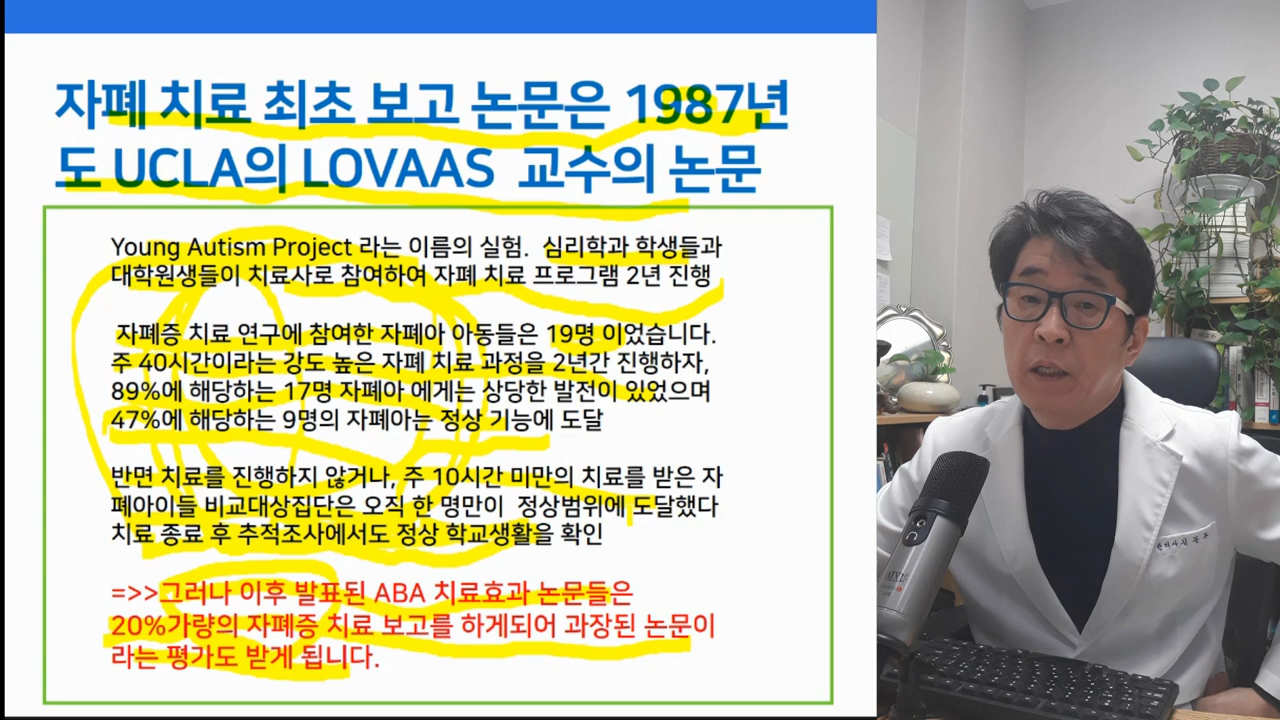 자폐 치료 최초 보고 논문은 1987년
도 UCLA의 LOVAAS 교수의 논문
Young Autism Project 라는 이름의 실험. 심리학과 학생들과
대학원생들이 치료사로 참여하여 자폐 치료 프로그램 2년 진행
자폐증 치료 연구에 참여한 자폐아 아동들은 19명 이었습니다.
주 40시간이라는 강도 높은 자폐 치료 과정을 2년간 진행하자,
89%에 해당하는 17명 자폐아 에게는 상당한 발전이 있었으며
47%에 해당하는 9명의 자폐아는 정상 기능에 도달
반면 치료를 진행하지 않거나, 주 10시간 미만의 치료를 받은 자
폐아이들 비교대상집단은 오직 한 명만이 정상범위에 도달했다
치료 종료 후 추적조사에서도 정상 학교생활을 확인
=>>그러나 이후 발표된 ABA 치료효과 논문들은
20%가량의 자폐증 치료 보고를 하게되어 과장된 논문이
라는 평가도 받게 됩니다.